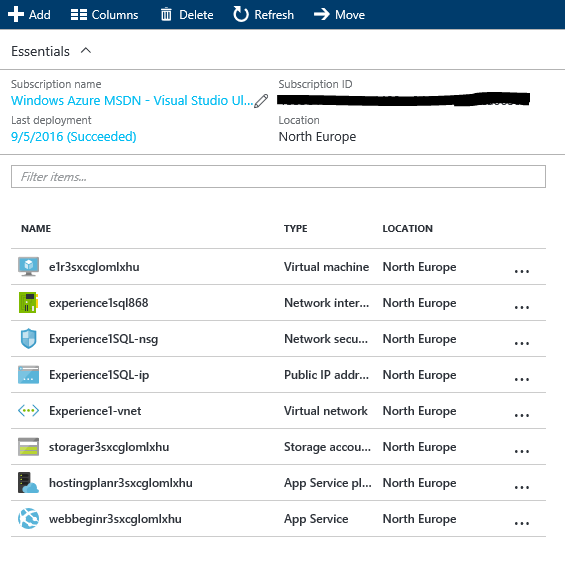 Add Columns Delete Refresh Move
Essentials
Subscription name Subscription ID
Windows Azure MSDN - Visual Studio Ul...
Last deployment Location
9/5/2016 (Succeeded) North Europe
Filter items...
NAME TYPE LOCATION
e1r3sxcglomlxhu Virtual machine North Europe ...
experience1sql868 Network inter... North Europe ...
Experience1SQL-nsg Network secu... North Europe ...
Experience1SQL-ip Public IP addr... North Europe ...
Experience1-vnet Virtual network North Europe ...
storager3sxcglomlxhu Storage accou... North Europe ...
hostingplanr3sxcglomlxhu App Service pl... North Europe ...
webbeginr3sxcglomlxhu App Service North Europe ...